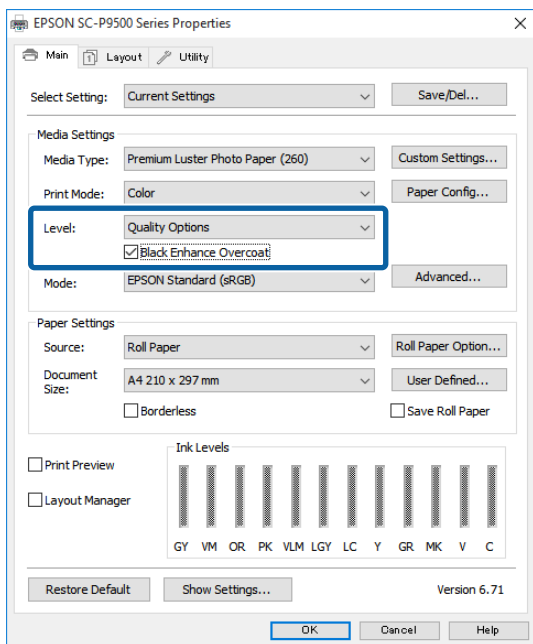 EPSON SC-P9500 Series Properties
Main
Layout
Utility
Select Setting: Current Settings Save/Del...
Media Settings
Media Type: Premium Luster Photo Paper (260) Custom Settings...
Print Mode: Color Paper Config...
Level: Quality Options
Black Enhance Overcoat
Mode: EPSON Standard (sRGB) Advanced...
Paper Settings
Source: Roll Paper Roll Paper Option...
Document Size: A4 210 x 297 mm User Defined...
Borderless Save Roll Paper
Ink Levels
Print Preview
Layout Manager
GY VM OR PK VLM LGY LC Y GR MK V C
Restore Default Show Settings... Version 6.71
OK Cancel Help